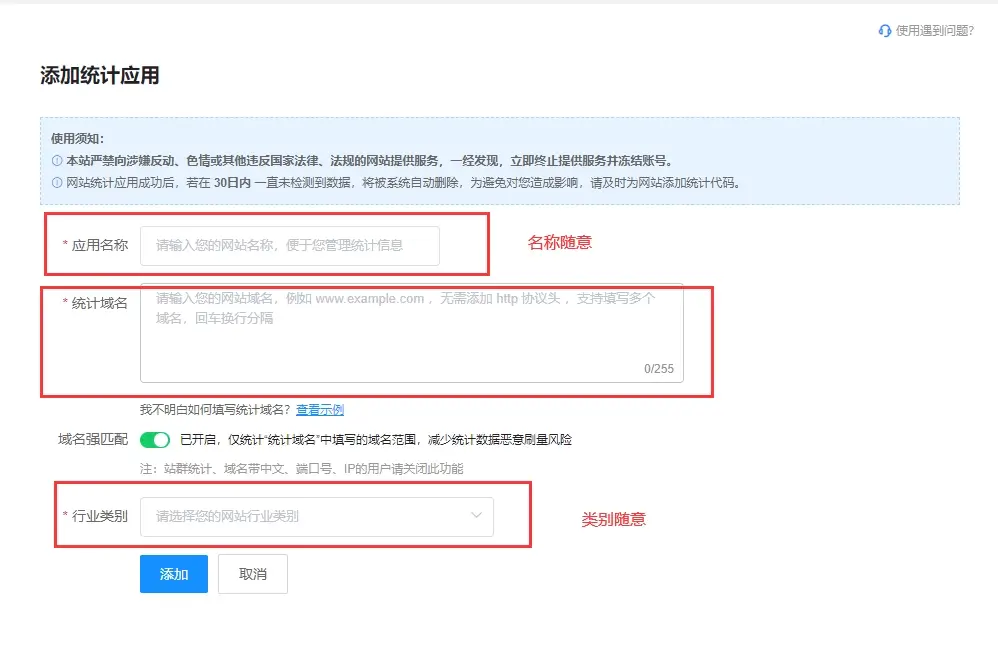 使用遇到问题?
添加统计应用
使用须知：
本站严禁向涉嫌反动、色情或其他违反国家法律、法规的网站提供服务，一经发现，立即终止提供服务并冻结账号。
网站统计应用成功后，若在 30日内 一直未检测到数据，将被系统自动删除，为避免对您造成影响，请及时为网站添加统计代码。
* 应用名称 请输入您的网站名称，便于您管理统计信息 名称随意
* 统计域名 请输入您的网站域名，例如 www.example.com ，无需添加 http 协议头 ，支持填写多个
域名，回车换行分隔
0/255
我不明白如何填写统计域名？ 查看示例
域名强匹配 已开启，仅统计“统计域名”中填写的域名范围，减少统计数据恶意刷量风险
注：站群统计、域名带中文、端口号、IP的用户请关闭此功能
* 行业类别 请选择您的网站行业类别 类别随意
添加 取消